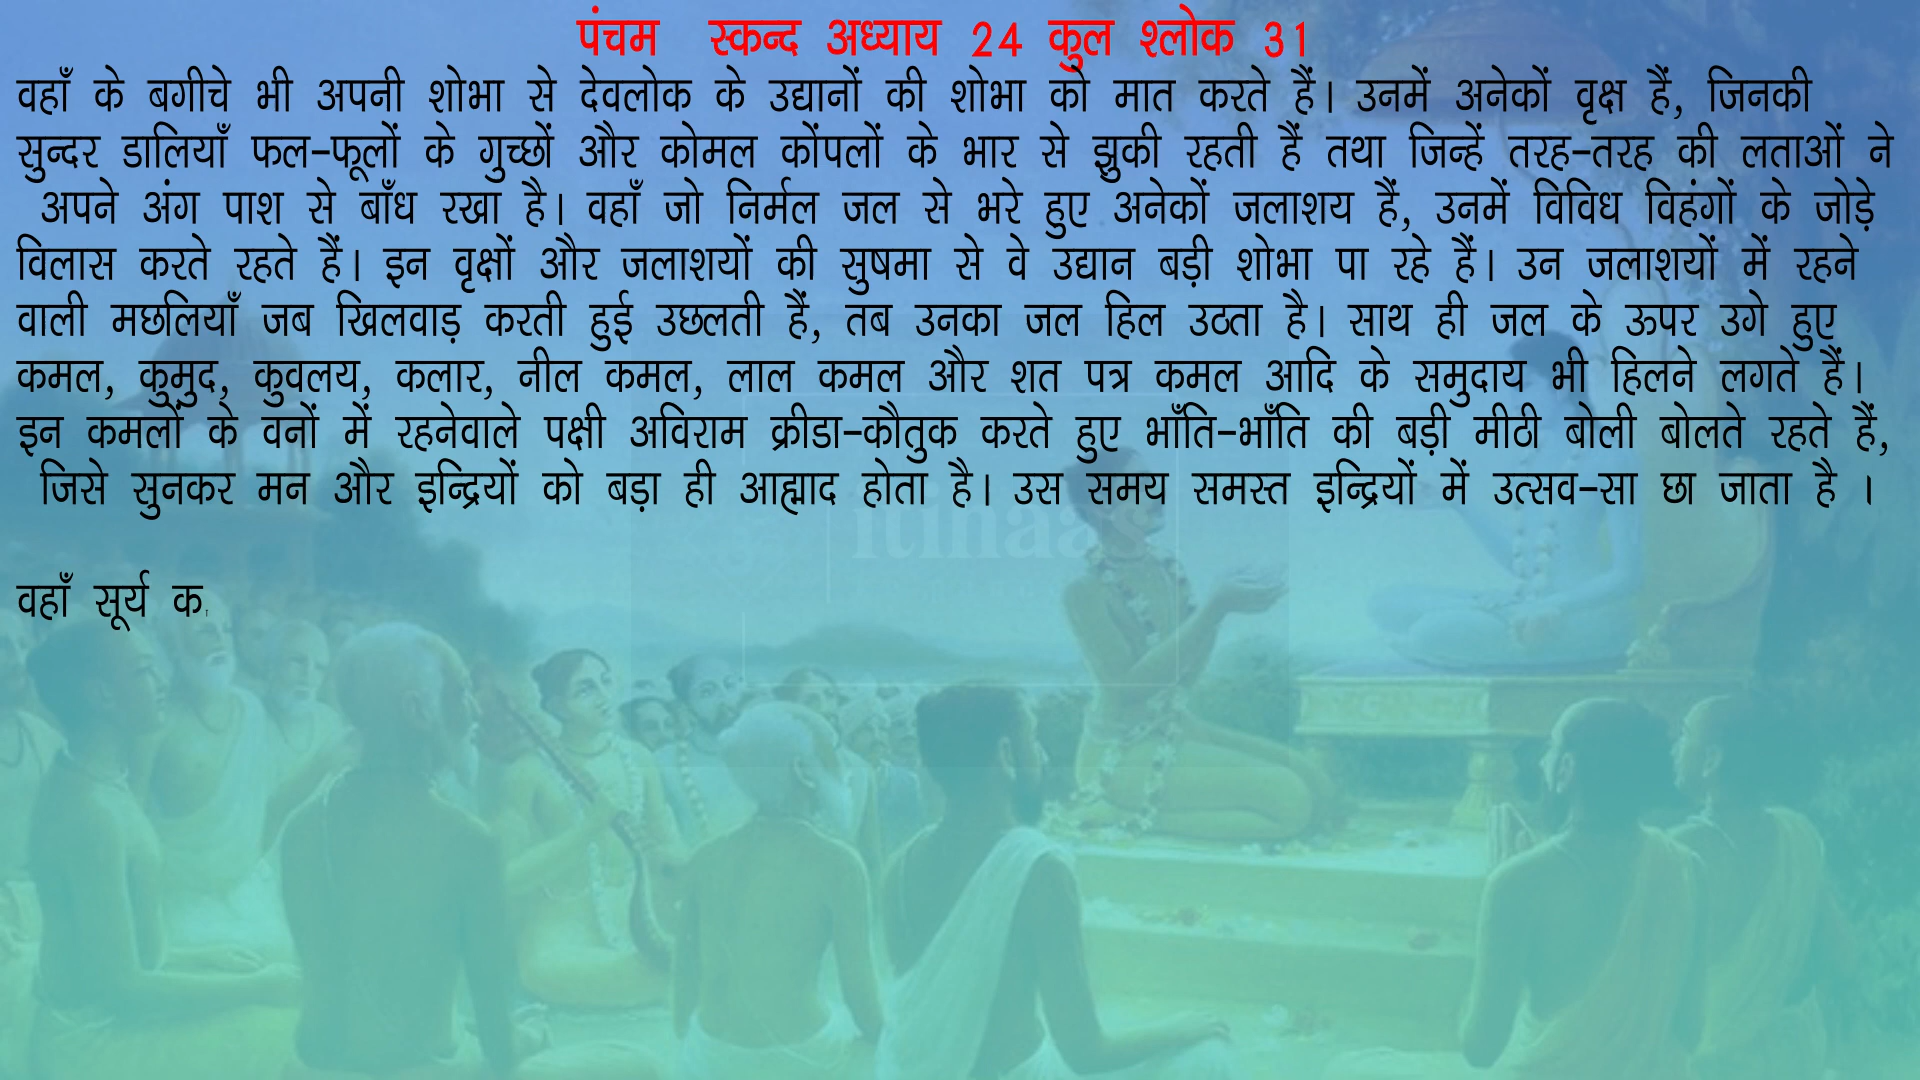 पंचम स्कन्द अध्याय 24 कुल श्लोक 31
वहाँ के बगीचे भी अपनी शोभा से देवलोक के उद्यानों की शोभा को मात करते हैं। उनमें अनेकों वृक्ष हैं, जिनकी
सुन्दर डालियाँ फल-फूलों के गुच्छों और कोमल कोंपलों के भार से झुकी रहती हैं तथा जिन्हें तरह-तरह की लताओं ने
अपने अंग पाश से बाँध रखा है। वहाँ जो निर्मल जल से भरे हुए अनेकों जलाशय हैं, उनमें विविध विहंगों के जोड़े
विलास करते रहते हैं। इन वृक्षों और जलाशयों की सुषमा से वे उद्यान बड़ी शोभा पा रहे हैं। उन जलाशयों में रहने
वाली मछलियाँ जब खिलवाड़ करती हुई उछलती हैं, तब उनका जल हिल उठता है। साथ ही जल के ऊपर उगे हुए
कमल, कुमुद, कुवलय, कलार, नील कमल, लाल कमल और शत पत्र कमल आदि के समुदाय भी हिलने लगते हैं।
इन कमलों के वनों में रहनेवाले पक्षी अविराम क्रीडा-कौतुक करते हुए भाँति-भाँति की बड़ी मीठी बोली बोलते रहते हैं,
जिसे सुनकर मन और इन्द्रियों को बड़ा ही आह्माद होता है। उस समय समस्त इन्द्रियों में उत्सव-सा छा जाता है ।
itihaas
वहाँ सूर्य क